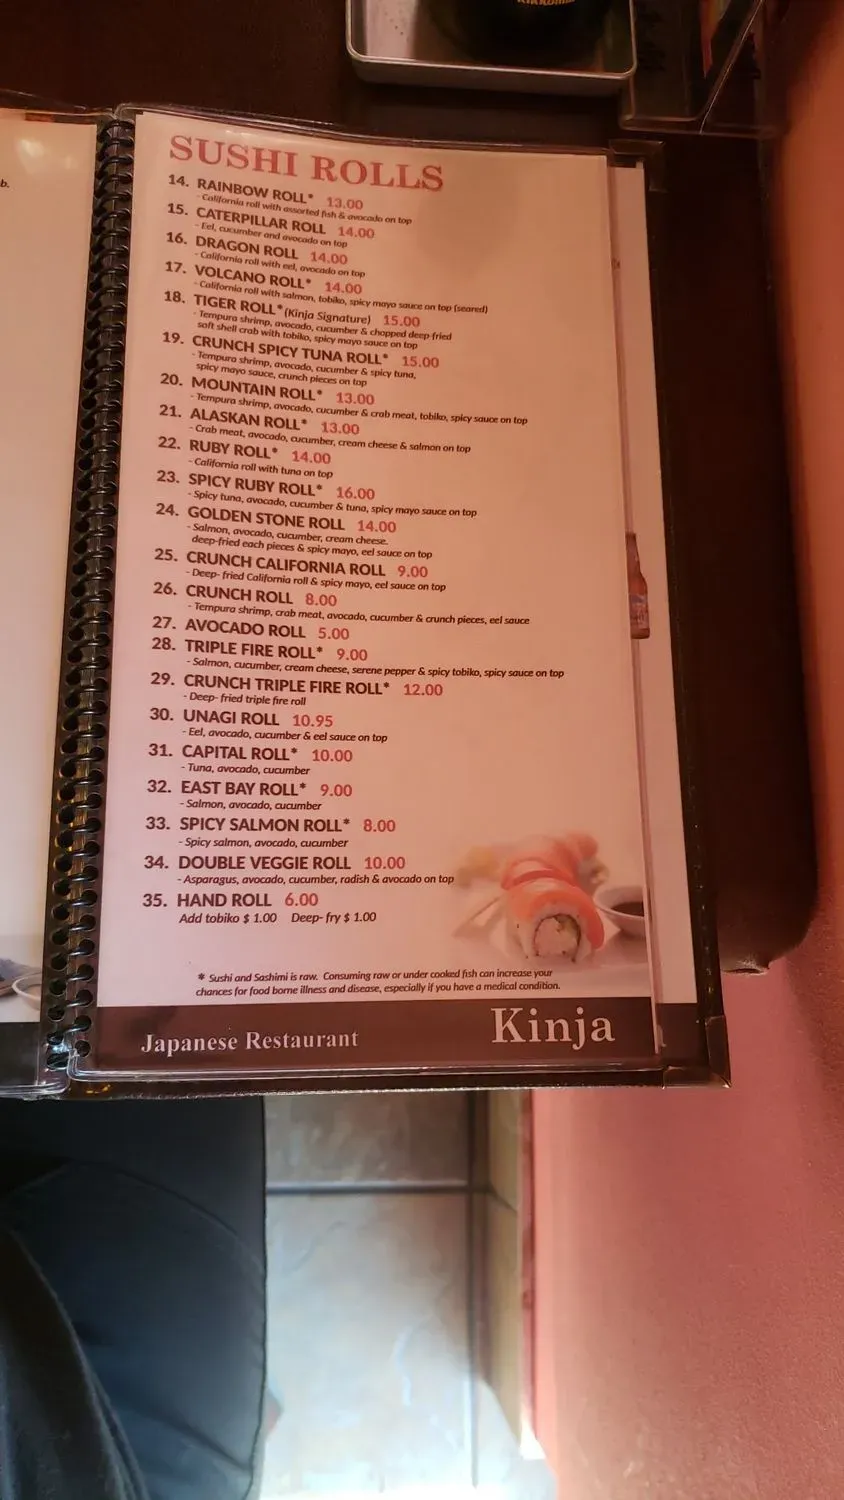 b.
SUSHI ROLLS
14. RAINBOW ROLL* 13.00
- California roll with assorted fish & avocado on top
15. CATERPILLAR ROLL 14.00
- Eel, cucumber and avocado on top
16. DRAGON ROLL 14.00
- California roll with eel, avocado on top
17. VOLCANO ROLL* 14.00
- California roll with salmon, tobiko, spicy mayo sauce on top (seared)
18. TIGER ROLL* (Kinja Signature) 15.00
- Tempura shrimp, avocado, cucumber & chopped deep-fried
soft shell crab with tobiko, spicy mayo sauce on top
19. CRUNCH SPICY TUNA ROLL* 15.00
- Tempura shrimp, avocado, cucumber & spicy tuna,
spicy mayo sauce, crunch pieces on top
20. MOUNTAIN ROLL* 13.00
- Tempura shrimp, avocado, cucumber & crab meat, tobiko, spicy sauce on top
21. ALASKAN ROLL* 13.00
- Crab meat, avocado, cucumber, cream cheese & salmon on top
22. RUBY ROLL* 14.00
- California roll with tuna on top
23. SPICY RUBY ROLL* 16.00
- Spicy tuna, avocado, cucumber & tuna, spicy mayo sauce on top
24. GOLDEN STONE ROLL 14.00
- Salmon, avocado, cucumber, cream cheese.
deep-fried each pieces & spicy mayo, eel sauce on top
25. CRUNCH CALIFORNIA ROLL 9.00
- Deep- fried California roll & spicy mayo, eel sauce on top
26. CRUNCH ROLL 8.00
- Tempura shrimp, crab meat, avocado, cucumber & crunch pieces, eel sauce
27. AVOCADO ROLL 5.00
28. TRIPLE FIRE ROLL* 9.00
- Salmon, cucumber, cream cheese, serene pepper & spicy tobiko, spicy sauce on top
29. CRUNCH TRIPLE FIRE ROLL* 12.00
- Deep- fried triple fire roll
30. UNAGI ROLL 10.95
- Eel, avocado, cucumber & eel sauce on top
31. CAPITAL ROLL* 10.00
- Tuna, avocado, cucumber
32. EAST BAY ROLL* 9.00
- Salmon, avocado, cucumber
33. SPICY SALMON ROLL* 8.00
- Spicy salmon, avocado, cucumber
34. DOUBLE VEGGIE ROLL 10.00
- Asparagus, avocado, cucumber, radish & avocado on top
35. HAND ROLL 6.00
Add tobiko $ 1.00 Deep- fry $ 1.00
* Sushi and Sashimi is raw. Consuming raw or under cooked fish can increase your
chances for food borne illness and disease, especially if you have a medical condition.
Japanese Restaurant Kinja